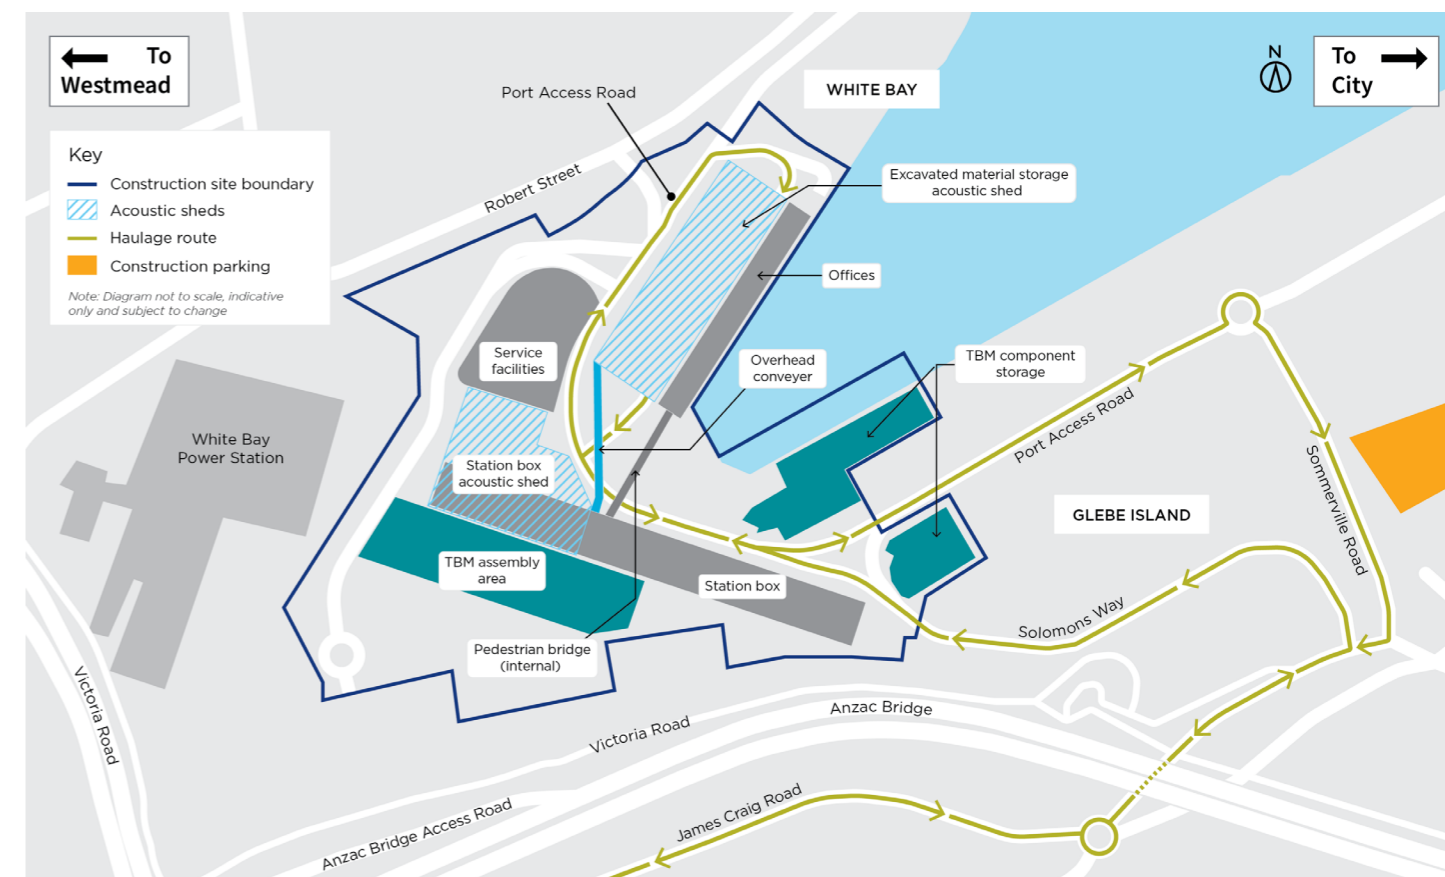 To
Westmead
Port Access Road
WHITE BAY
N
To
City
Key
Construction site boundary
Acoustic sheds
Haulage route
Construction parking
Note: Diagram not to scale, indicative
only and subject to change
Robert Street
Excavated material storage
acoustic shed
Offices
Service
facilities
Overhead
conveyer
TBM component
storage
White Bay
Power Station
Station box
acoustic shed
Port Access Road
Sommerville Road
GLEBE ISLAND
TBM assembly
area
Station box
Solomons Way
Pedestrian bridge
(internal)
Victoria Road
Victoria Road
Anzac Bridge
James Craig Road
Anzac Bridge Access Road